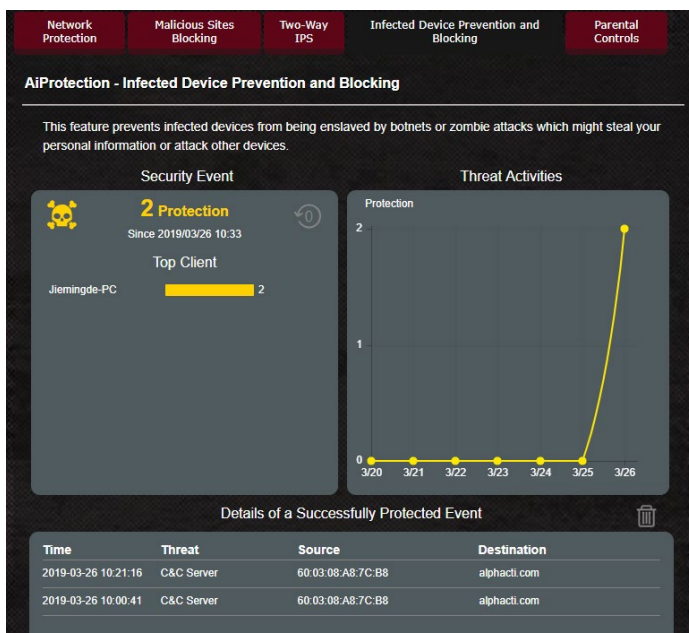 Network Protection
Malicious Sites Blocking
Two-Way IPS
Infected Device Prevention and Blocking
Parental Controls
AiProtection - Infected Device Prevention and Blocking
This feature prevents infected devices from being enslaved by botnets or zombie attacks which might steal your
personal information or attack other devices.
Security Event
2 Protection
0
Since 2019/03/26 10:33
Top Client
Jiemingde-PC 2
Threat Activities
Protection
2
1
0
3/20 3/21 3/22 3/23 3/24 3/25 3/26
Details of a Successfully Protected Event
Time Threat Source Destination
2019-03-26 10:21:16 C&C Server 60:03:08:A8:7C:B8 alphacti.com
2019-03-26 10:00:41 C&C Server 60:03:08:A8:7C:B8 alphacti.com